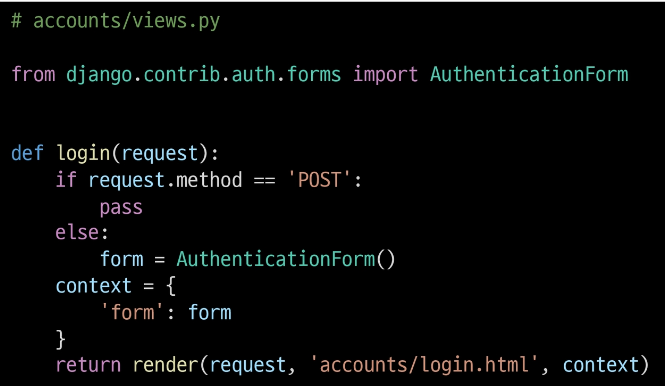 # accounts/views.py
from django.contrib.auth.forms import AuthenticationForm
def login(request):
    if request.method == 'POST':
        pass
    else:
        form = AuthenticationForm()
    context = {
        'form': form
    }
    return render(request, 'accounts/login.html', context)